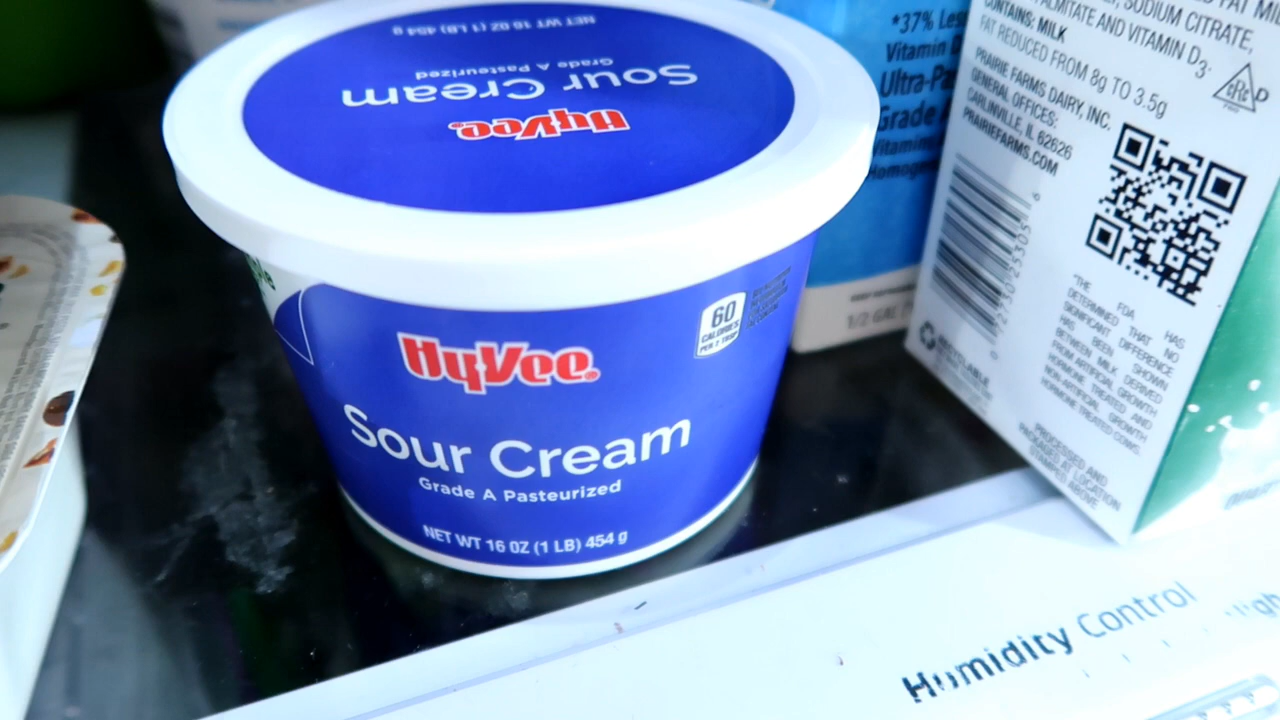 NET WT 16 OZ (1 LB) 454 g
Grade A Pasteurized
Sour Cream
HyVee
60
CALORIES
PER 2 TBSP
HyVee
Sour Cream
Grade A Pasteurized
NET WT 16 OZ (1 LB) 454 g
*37%
Vitamin
Grade
1/2 GAL
SODIUM CITRATE,
PALMITATE AND VITAMIN D3.
CONTAINS: MILK
FAT REDUCED FROM 8g TO 3.5g
PRAIRIE FARMS DAIRY, INC.
GENERAL OFFICES:
CARLINVILLE, IL 62626
PRAIRIEFARMS.COM
"THE FDA HAS
DETERMINED THAT NO
SIGNIFICANT DIFFERENCE
HAS BEEN SHOWN
BETWEEN MILK DERIVED
FROM ARTIFICIAL GROWTH
HORMONE TREATED AND
NON-ARTIFICIAL GROWTH
HORMONE TREATED COWS.
PROCESSED AND
PACKAGED AT LOCATION
STAMPED ABOVE
RECYCLABLE
Humidity Control